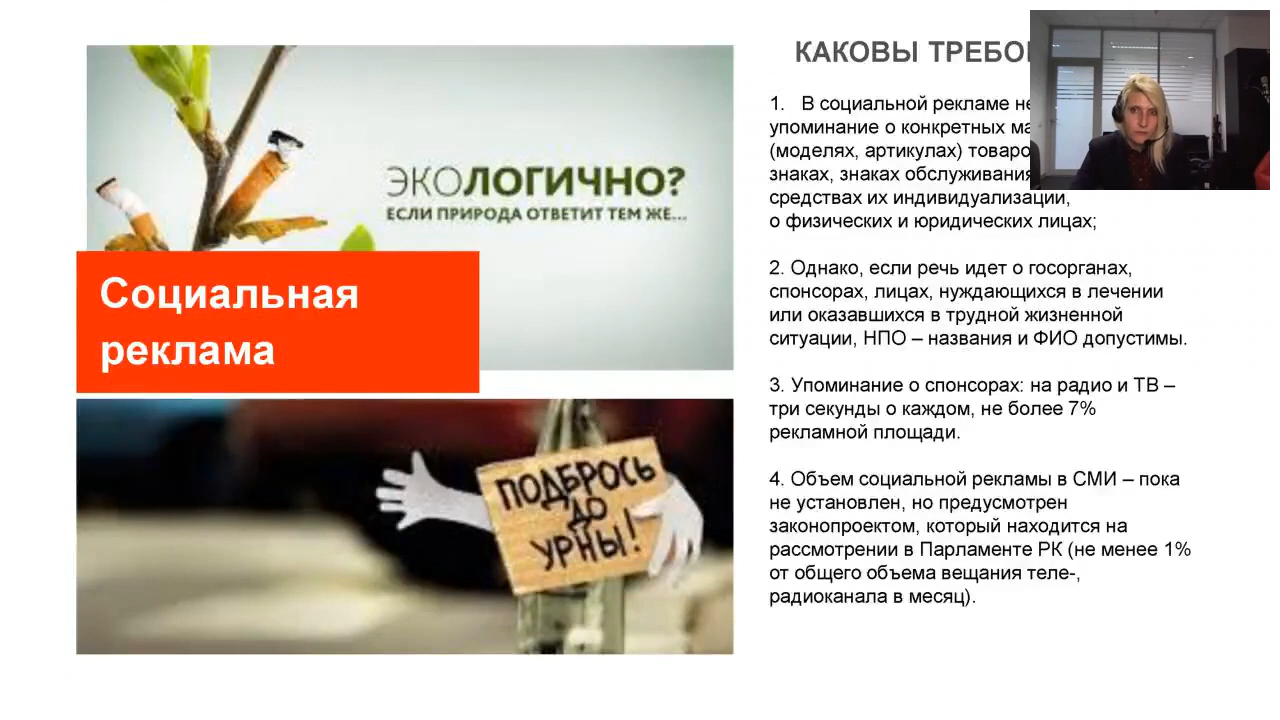 ЭКОЛОГИЧНО?
ЕСЛИ ПРИРОДА ОТВЕТИТ ТЕМ ЖЕ...
Социальная
реклама
ПОДБРОСЬ
ДО
УРНЫ!
КАКОВЫ
1. В социальной рекламе
упоминание о конкретных
(моделях, артикулах)
знаках, знаках обслуживания
средствах их индивидуализации,
о физических и юридических лицах;
2. Однако, если речь идет о госорганах,
спонсорах, лицах, нуждающихся в лечении
или оказавшихся в трудной жизненной
ситуации, НПО – названия и ФИО допустимы.
3. Упоминание о спонсорах: на радио и ТВ –
три секунды о каждом, не более 7%
рекламной площади.
4. Объем социальной рекламы в СМИ – пока
не установлен, но предусмотрен
законопроектом, который находится на
рассмотрении в Парламенте РК (не менее 1%
от общего объема вещания теле-,
радиоканала в месяц).